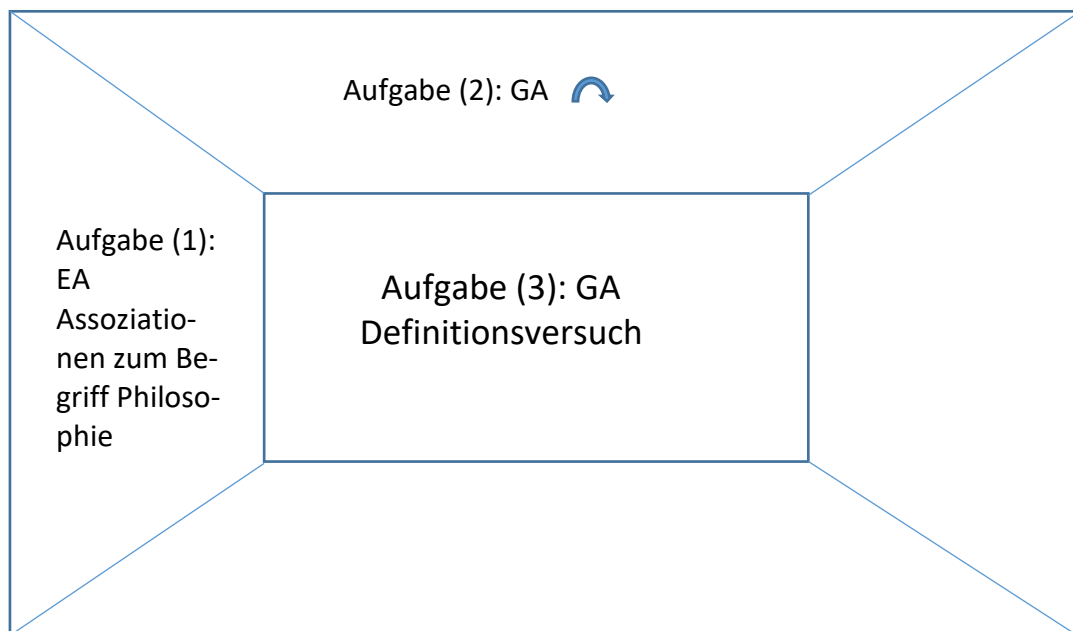 Aufgabe (2): GA
Aufgabe (1):
EA
Assoziatio-
nen zum Be-
griff Philoso-
phie
Aufgabe (3): GA
Definitionsversuch